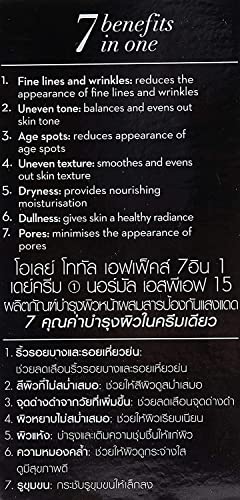 7 benefits
in one
1. Fine lines and wrinkles: reduces the
appearance of fine lines and wrinkles
2. Uneven tone: balances and evens out
skin tone
3. Age spots: reduces appearance of
age spots
4. Uneven texture: smoothes and evens
out skin texture
5. Dryness: provides nourishing
moisturisation
6. Dullness: gives skin a healthy radiance
7. Pores: minimises the appearance of
pores
โอเลย์ โททัล เอฟเฟ็คส์ 7อิน 1
เดย์ครีม ① นอร์มัล เอสพีเอฟ 15
ผลิตภัณฑ์บำรุงผิวหน้าผสมสารป้องกันแสงแดด
7 คุณค่าบำรุงผิวในครีมเดียว
1. ริ้วรอยบางและรอยเหี่ยวย่น:
ช่วยลดเลือนริ้วรอยบางและรอยเหี่ยวย่น
2. สีผิวที่ไม่สม่ำเสมอ: ช่วยให้สีผิวดูสม่ำเสมอ
3. จุดด่างดำจากวัยที่เพิ่มขึ้น: ช่วยลดเลือนจุดด่างดำ
4. ผิวหยาบไม่สม่ำเสมอ: ช่วยให้ผิวเรียบเนียน
5. ผิวแห้ง: บำรุงและเติมความชุ่มชื้นให้แก่ผิว
6. ความหมองคล้ำ: ช่วยให้ผิวดูกระจ่างใส
ดูมีสุขภาพดี
7. รูขุมขน: กระชับรูขุมขนให้เล็กลง